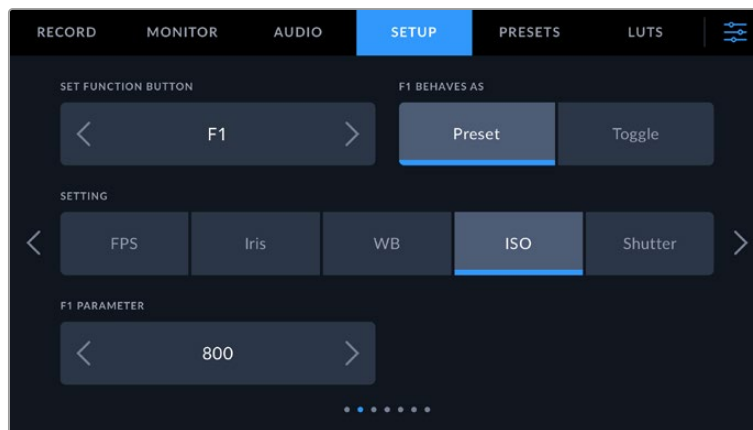 RECORD MONITOR AUDIO SETUP PRESETS LUTS
SET FUNCTION BUTTON F1 BEHAVES AS
F1 Preset Toggle
SETTING
FPS Iris WB ISO Shutter
F1 PARAMETER
800